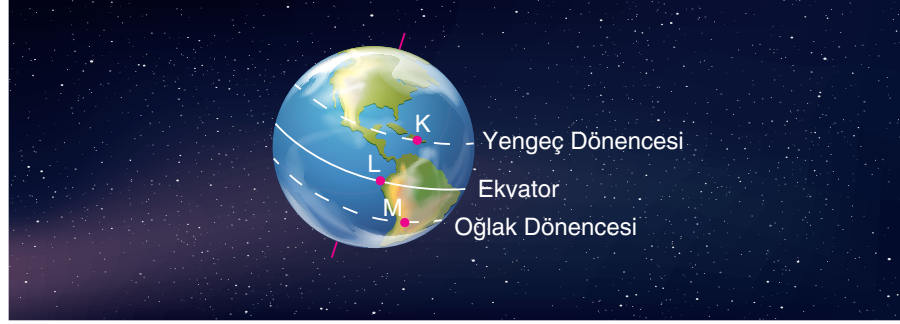 K
Yengeç Dönencesi
L
Ekvator
M
Oğlak Dönencesi